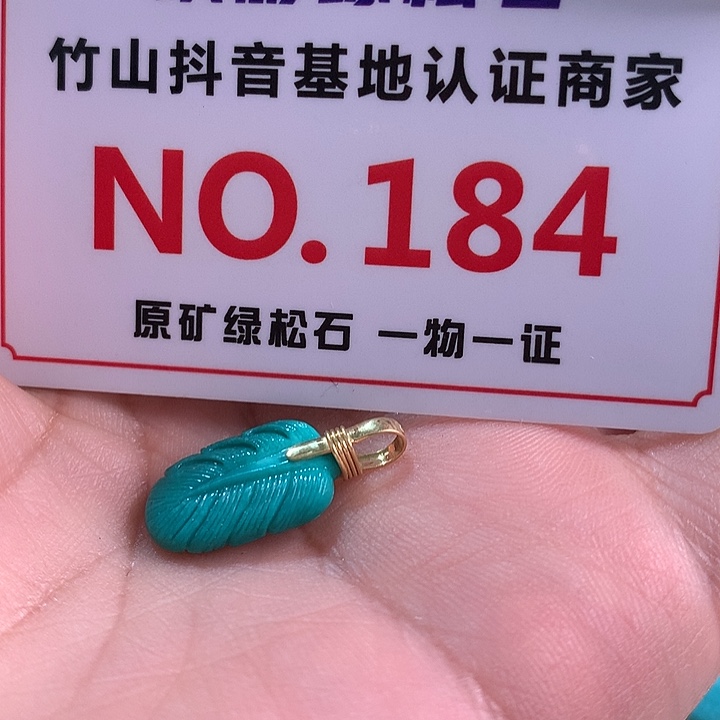 竹山抖音基地认证商家
NO.184
原矿绿松石 一物一证